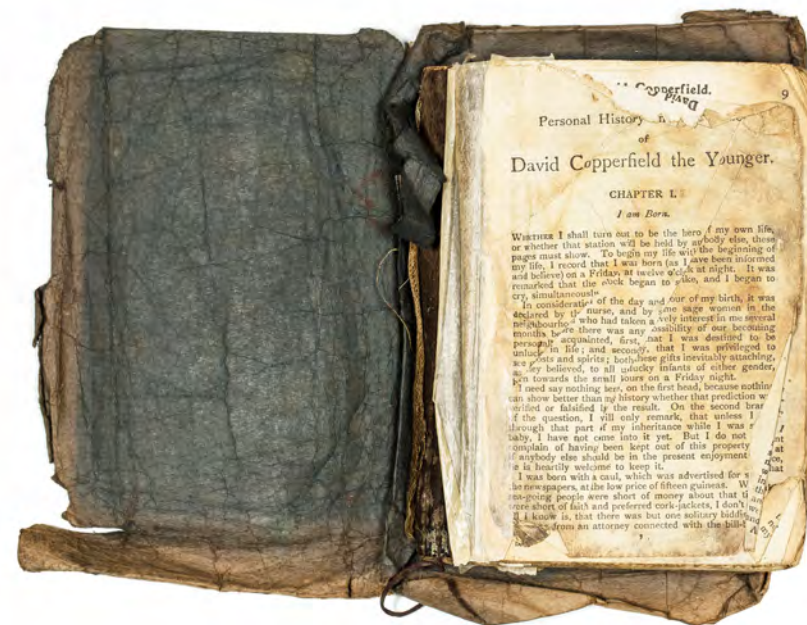 Copperfield.
David
9
Personal History
of
David Copperfield the Younger.
CHAPTER I.
I am Born.
WHETHER I shall turn out to be the hero of my own life,
or whether that station will be held by anybody else, these
pages must show. To begin my life with the beginning of
my life, I record that I was born (as I have been informed
and believe) on a Friday, at twelve o'clock at night. It was
remarked that the clock began to strike, and I began to
cry, simultaneously
In consideration of the day and hour of my birth, it was
declared by the nurse, and by some sage women in the
neighbourhood who had taken a lively interest in me several
months before there was any possibility of our becoming
personally acquainted, first, that I was destined to be
unlucky in life; and secondly, that I was privileged to
see ghosts and spirits; both these gifts inevitably attaching,
as they believed, to all unlucky infants of either gender,
born towards the small hours on a Friday night.
I need say nothing here, on the first head, because nothing
can show better than my history whether that prediction
verified or falsified by the result. On the second
of the question, I will only remark, that unless I
through that part of my inheritance while I was
baby, I have not come into it yet. But I do not
complain of having been kept out of this property
if anybody else should be in the present enjoyment
he is heartily welcome to keep it.
I was born with a caul, which was advertised for
the newspapers, at the low price of fifteen guineas.
sea-going people were short of money about that
were short of faith and preferred cork-jackets, I don't
I know is, that there was but one solitary
from an attorney connected with the